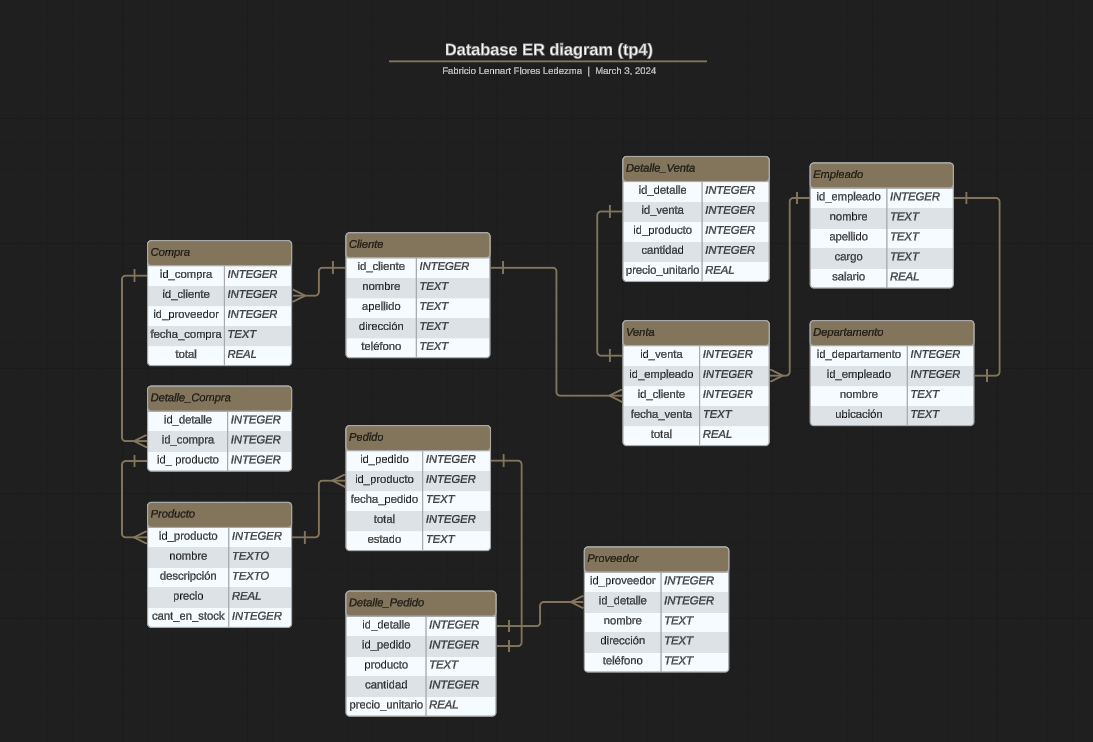 Database ER diagram (tp4)
Fabricio Lennart Flores Ledezma | March 3, 2024
Compra
id_compra INTEGER
id_cliente INTEGER
id_proveedor INTEGER
fecha_compra TEXT
total REAL
Cliente
id_cliente INTEGER
nombre TEXT
apellido TEXT
dirección TEXT
teléfono TEXT
Detalle_Venta
id_detalle INTEGER
id_venta INTEGER
id_producto INTEGER
cantidad INTEGER
precio_unitario REAL
Empleado
id_empleado INTEGER
nombre TEXT
apellido TEXT
cargo TEXT
salario REAL
Venta
id_venta INTEGER
id_empleado INTEGER
id_cliente INTEGER
fecha_venta TEXT
total REAL
Departamento
id_departamento INTEGER
id_empleado INTEGER
nombre TEXT
ubicación TEXT
Detalle_Compra
id_detalle INTEGER
id_compra INTEGER
id_ producto INTEGER
Pedido
id_pedido INTEGER
id_producto INTEGER
fecha_pedido TEXT
total INTEGER
estado TEXT
Producto
id_producto INTEGER
nombre TEXTO
descripción TEXTO
precio REAL
cant_en_stock INTEGER
Detalle_Pedido
id_detalle INTEGER
id_pedido INTEGER
producto TEXT
cantidad INTEGER
precio_unitario REAL
Proveedor
id_proveedor INTEGER
id_detalle INTEGER
nombre TEXT
dirección TEXT
teléfono TEXT